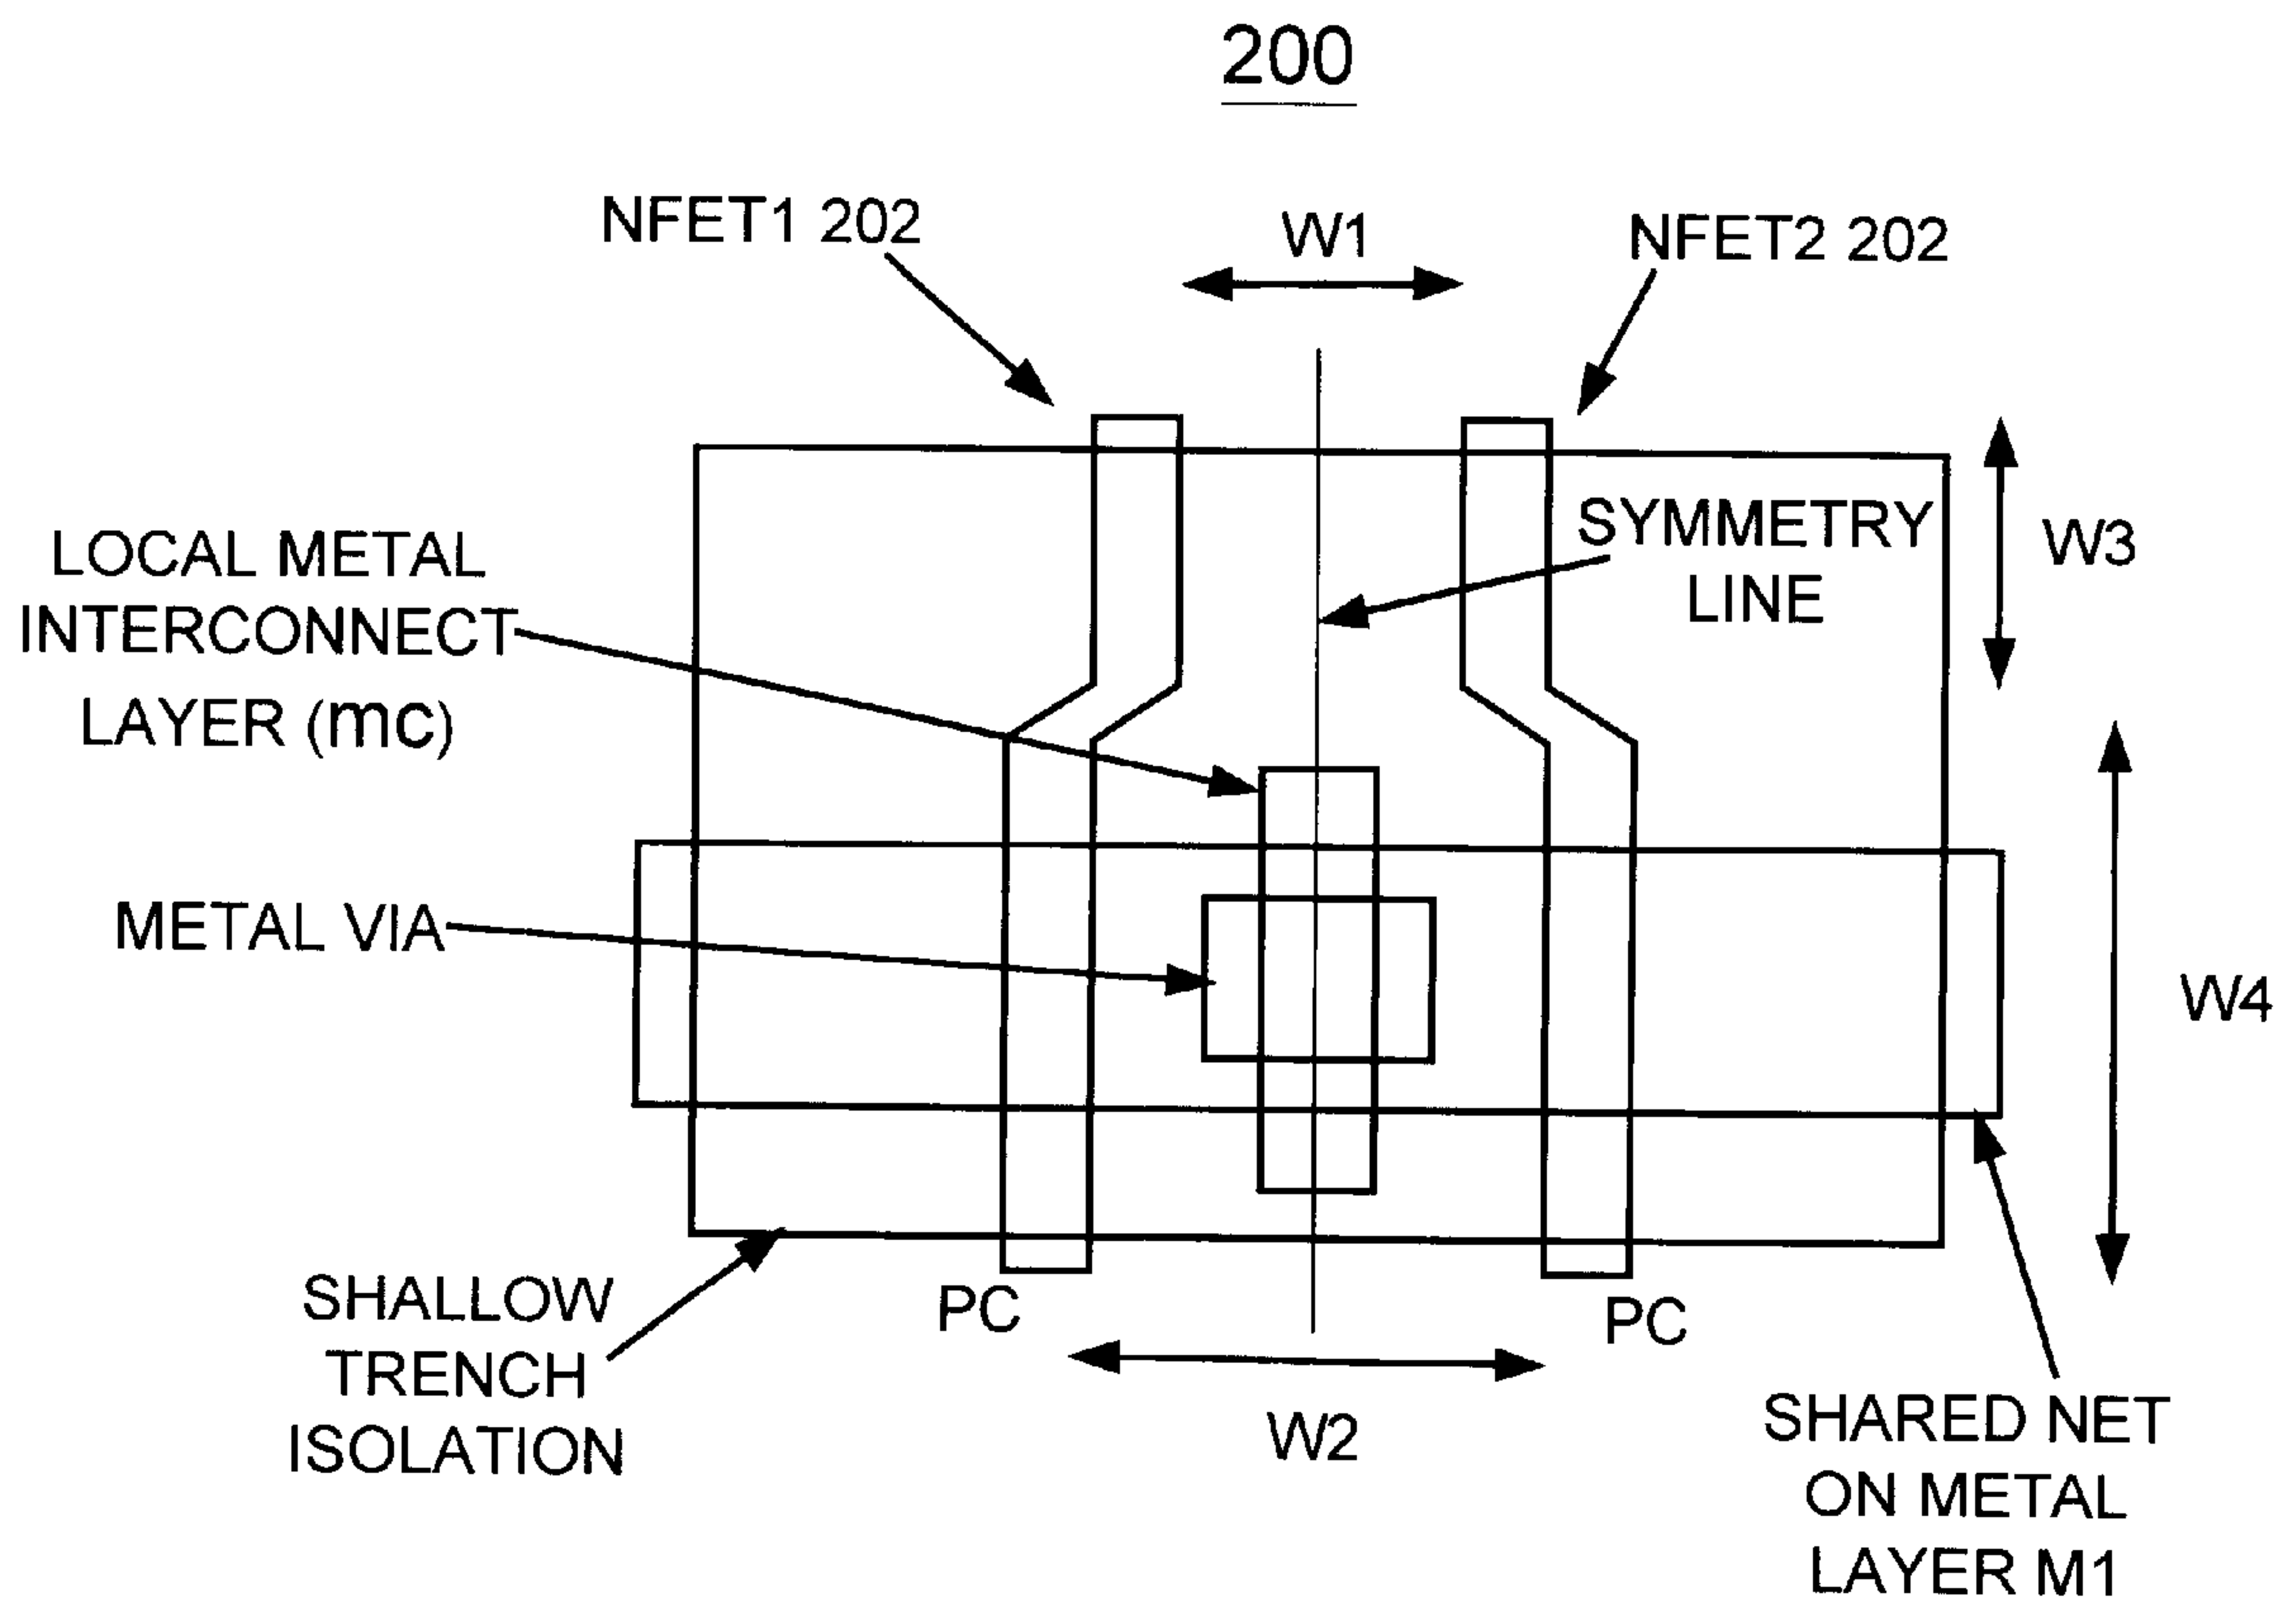 200
NFET1 202
W1
NFET2 202
LOCAL METAL
INTERCONNECT
LAYER (mc)
SYMMETRY
LINE
W3
METAL VIA
W4
SHALLOW
TRENCH
ISOLATION
PC
PC
W2
SHARED NET
ON METAL
LAYER M1